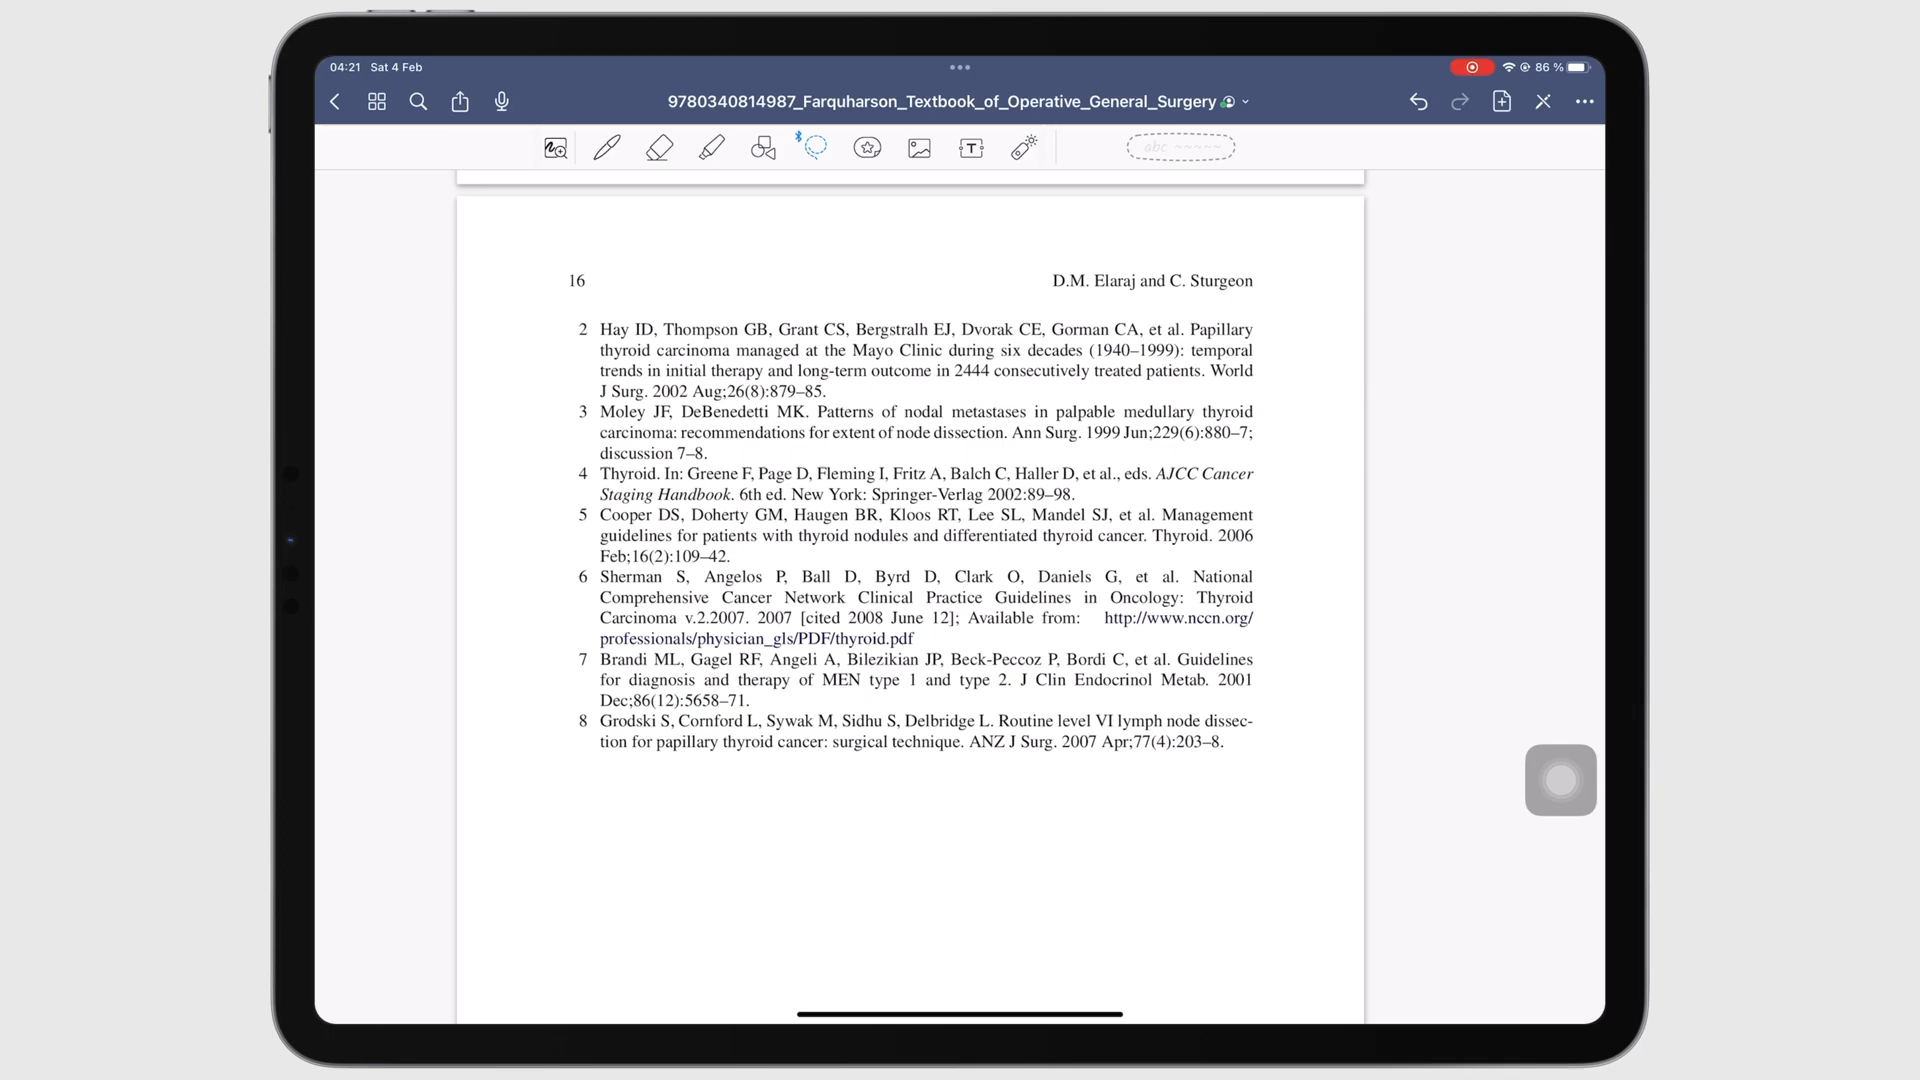 04:21 Sat 4 Feb
86 %
9780340814987_Farquharson_Textbook_of_Operative_General_Surgery
T
abc
16 D.M. Elaraj and C. Sturgeon
2 Hay ID, Thompson GB, Grant CS, Bergstralh EJ, Dvorak CE, Gorman CA, et al. Papillary
thyroid carcinoma managed at the Mayo Clinic during six decades (1940–1999): temporal
trends in initial therapy and long-term outcome in 2444 consecutively treated patients. World
J Surg. 2002 Aug;26(8):879–85.
3 Moley JF, DeBenedetti MK. Patterns of nodal metastases in palpable medullary thyroid
carcinoma: recommendations for extent of node dissection. Ann Surg. 1999 Jun;229(6):880–7;
discussion 7–8.
4 Thyroid. In: Greene F, Page D, Fleming I, Fritz A, Balch C, Haller D, et al., eds. AJCC Cancer
Staging Handbook. 6th ed. New York: Springer-Verlag 2002:89–98.
5 Cooper DS, Doherty GM, Haugen BR, Kloos RT, Lee SL, Mandel SJ, et al. Management
guidelines for patients with thyroid nodules and differentiated thyroid cancer. Thyroid. 2006
Feb;16(2):109–42.
6 Sherman S, Angelos P, Ball D, Byrd D, Clark O, Daniels G, et al. National
Comprehensive Cancer Network Clinical Practice Guidelines in Oncology: Thyroid
Carcinoma v.2.2007. 2007 [cited 2008 June 12]; Available from: http://www.nccn.org/
professionals/physician_gls/PDF/thyroid.pdf
7 Brandi ML, Gagel RF, Angeli A, Bilezikian JP, Beck-Peccoz P, Bordi C, et al. Guidelines
for diagnosis and therapy of MEN type 1 and type 2. J Clin Endocrinol Metab. 2001
Dec;86(12):5658–71.
8 Grodski S, Cornford L, Sywak M, Sidhu S, Delbridge L. Routine level VI lymph node dissec-
tion for papillary thyroid cancer: surgical technique. ANZ J Surg. 2007 Apr;77(4):203–8.